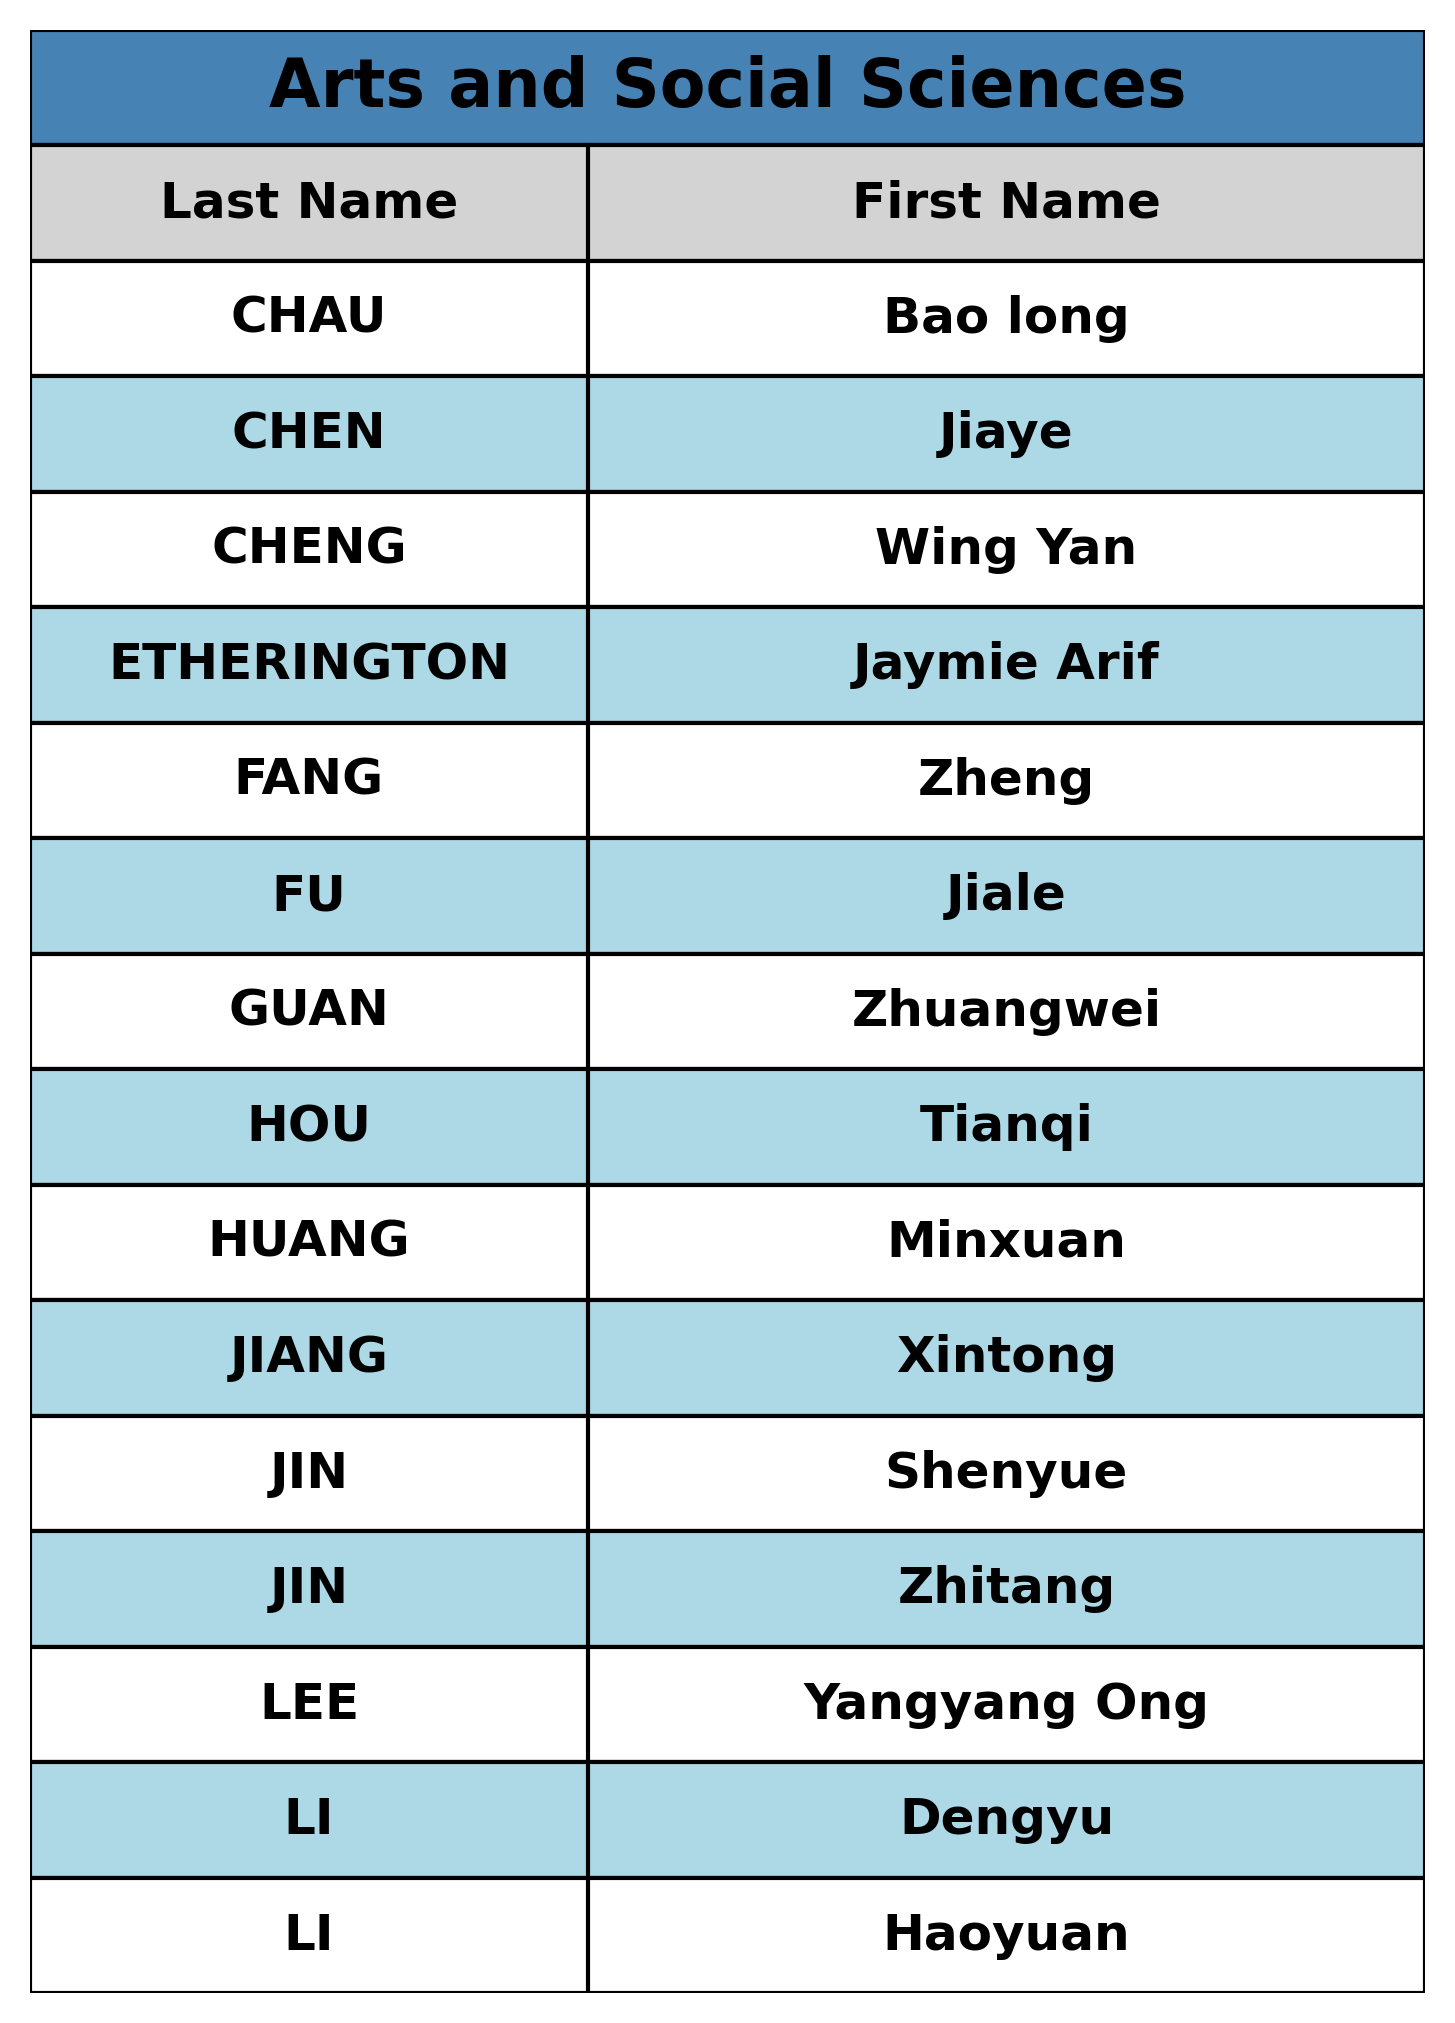 Arts and Social Sciences
Last Name First Name
CHAU Bao long
CHEN Jiaye
CHENG Wing Yan
ETHERINGTON Jaymie Arif
FANG Zheng
FU Jiale
GUAN Zhuangwei
HOU Tianqi
HUANG Minxuan
JIANG Xintong
JIN Shenyue
JIN Zhitang
LEE Yangyang Ong
LI Dengyu
LI Haoyuan